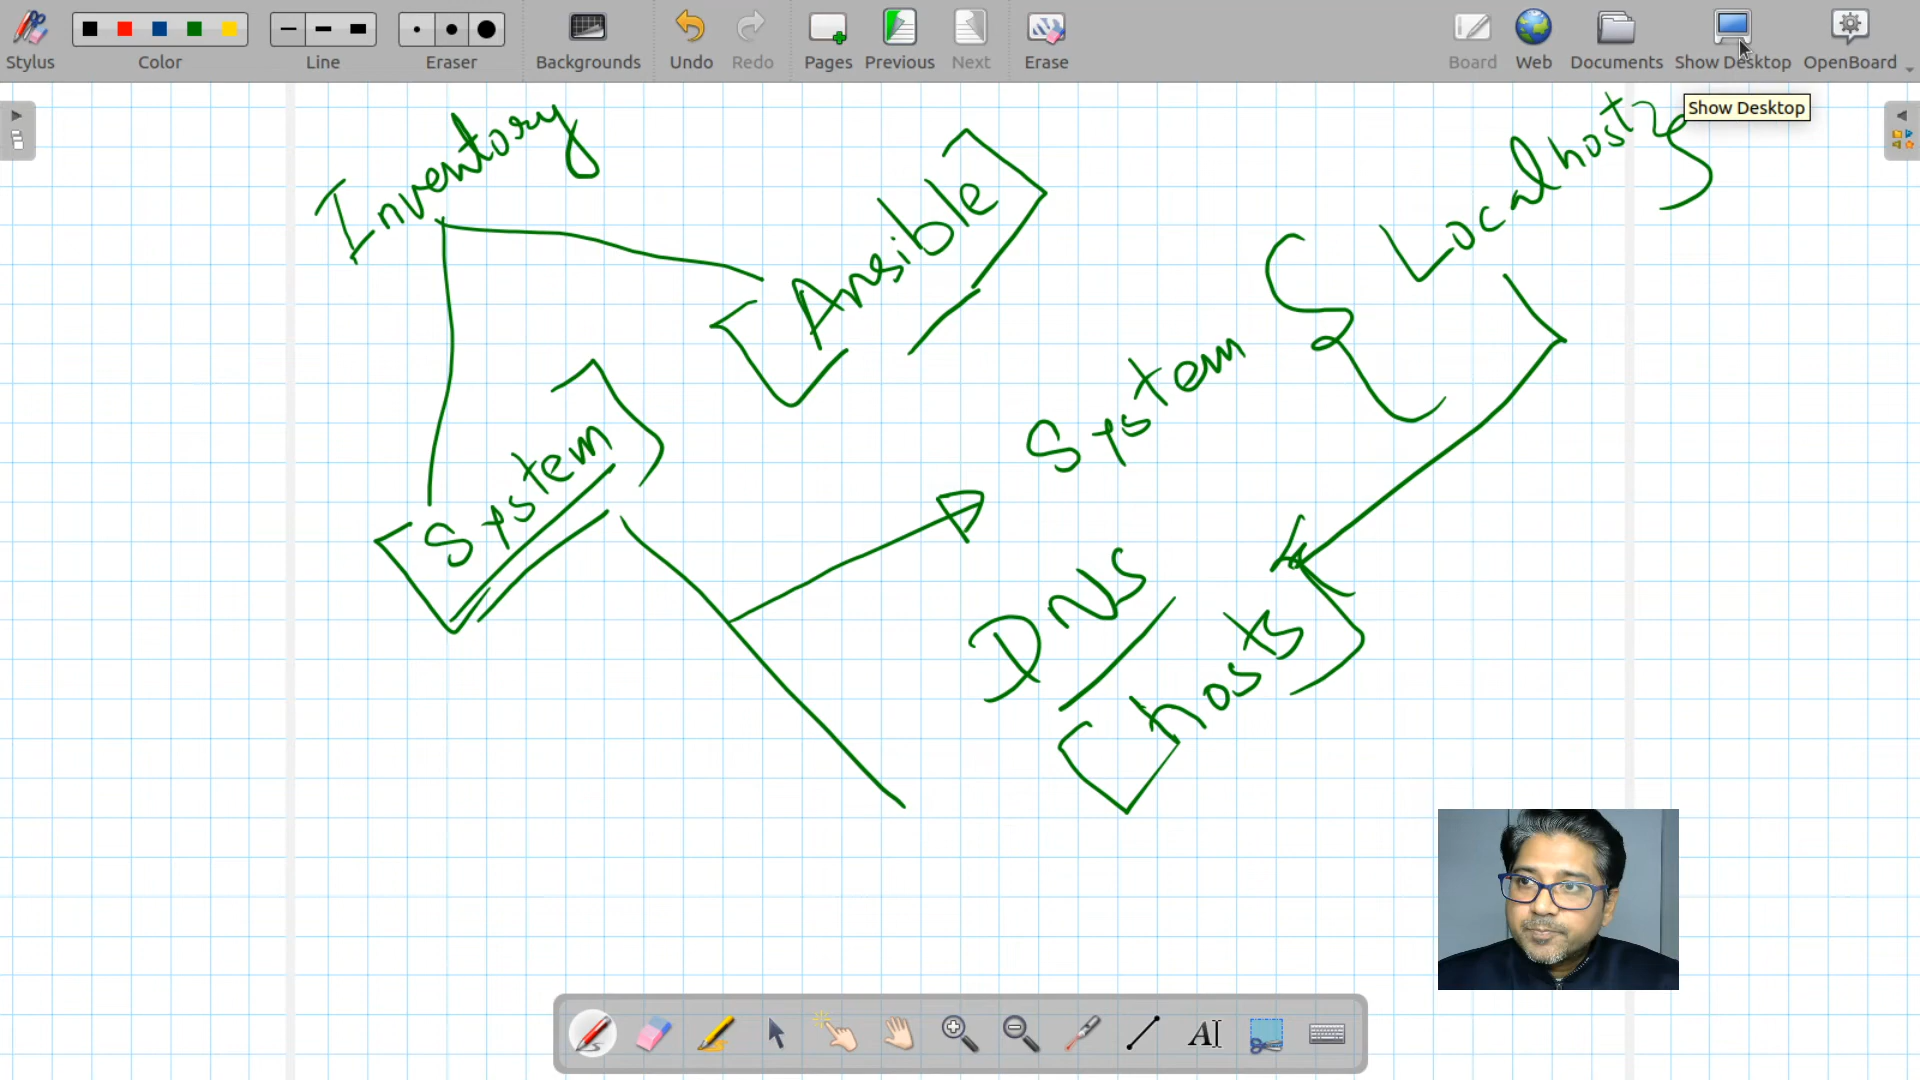 Stylus
Color
Line
Eraser
Backgrounds
Undo
Redo
Pages
Previous
Next
Erase
Board
Web
Documents
Show Desktop
OpenBoard
Show Desktop
Inventory
Ansible
Localhost
System
System
DNS
hosts
AI